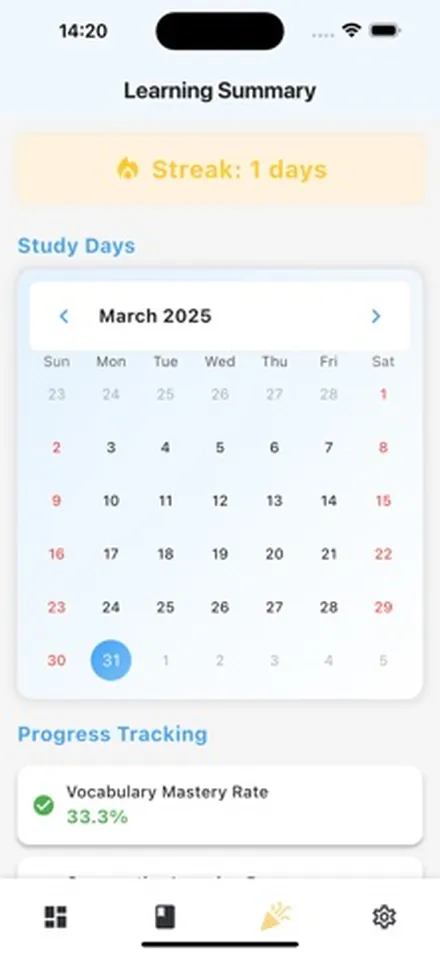 14:20
Learning Summary
Streak: 1 days
Study Days
March 2025
Sun Mon Tue Wed Thu Fri Sat
23 24 25 26 27 28 1
2 3 4 5 6 7 8
9 10 11 12 13 14 15
16 17 18 19 20 21 22
23 24 25 26 27 28 29
30 31 1 2 3 4 5
Progress Tracking
Vocabulary Mastery Rate
33.3%